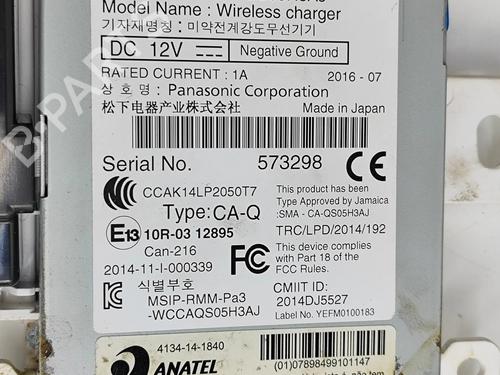 Model Name : Wireless charger
기자재명칭 : 미약전계강도무선기기
DC 12V Negative Ground
RATED CURRENT : 1A 2016 - 07
상 호 명 : Panasonic Corporation
松下电器产业株式会社 Made in Japan
Serial No. 573298 CE
CCAK14LP2050T7
This product has been
Type Approved by Jamaica
:SMA - CA-QS05H3AJ
Type: CA-Q
E13 10R-03 12895
TRC/LPD/2014/192
Can-216
2014-11-I-000339
FC
This device complies
with Part 18 of the
FCC Rules.
식별부호
MSIP-RMM-Pa3
-WCCAQS05H3AJ
CMIIT ID:
2014DJ5527
Label No. YEFM0100183
4134-14-1840
ANATEL
(01)07898499101147
B-PARTS